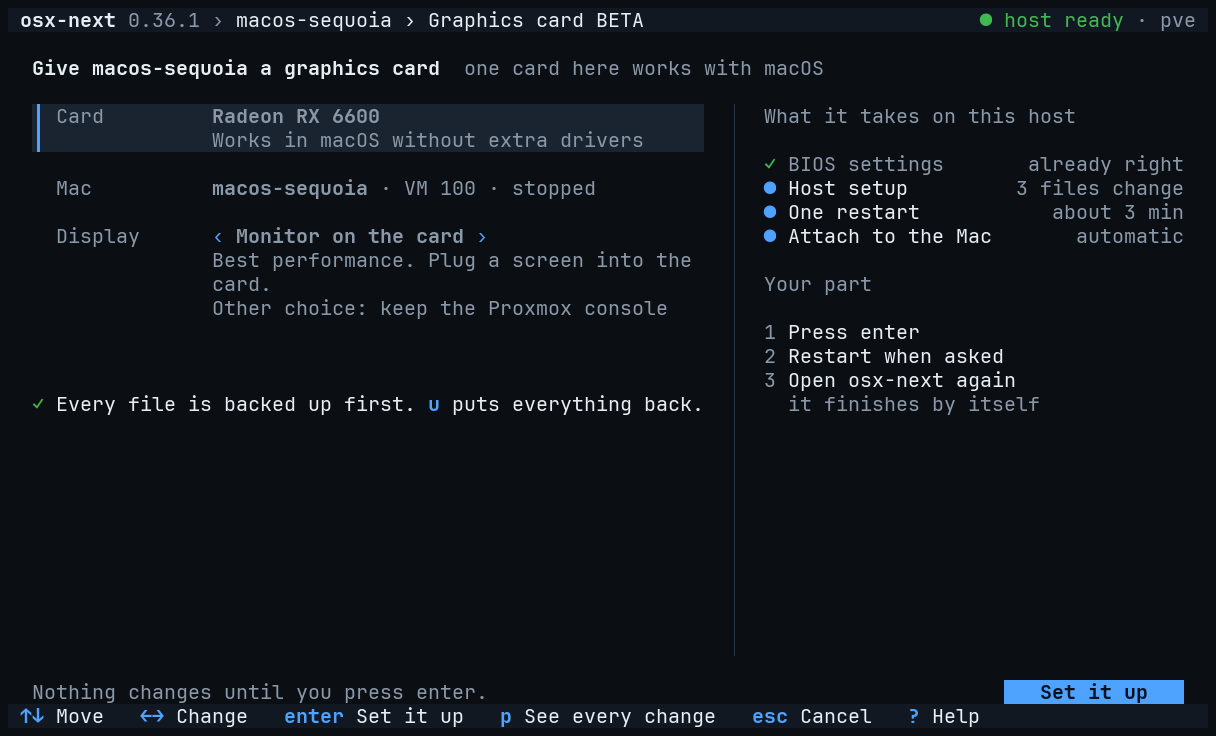 osx-next 0.36.1 › macos-sequoia › Graphics card BETA ● host ready · pve
Give macos-sequoia a graphics card one card here works with macOS
Card Radeon RX 6600
Works in macOS without extra drivers
Mac macos-sequoia · VM 100 · stopped
Display ‹ Monitor on the card ›
Best performance. Plug a screen into the
card.
Other choice: keep the Proxmox console
✓ Every file is backed up first. u puts everything back.
What it takes on this host
✓ BIOS settings already right
● Host setup 3 files change
● One restart about 3 min
● Attach to the Mac automatic
Your part
1 Press enter
2 Restart when asked
3 Open osx-next again
it finishes by itself
Nothing changes until you press enter. Set it up
↑↓ Move ←→ Change enter Set it up p See every change esc Cancel ? Help